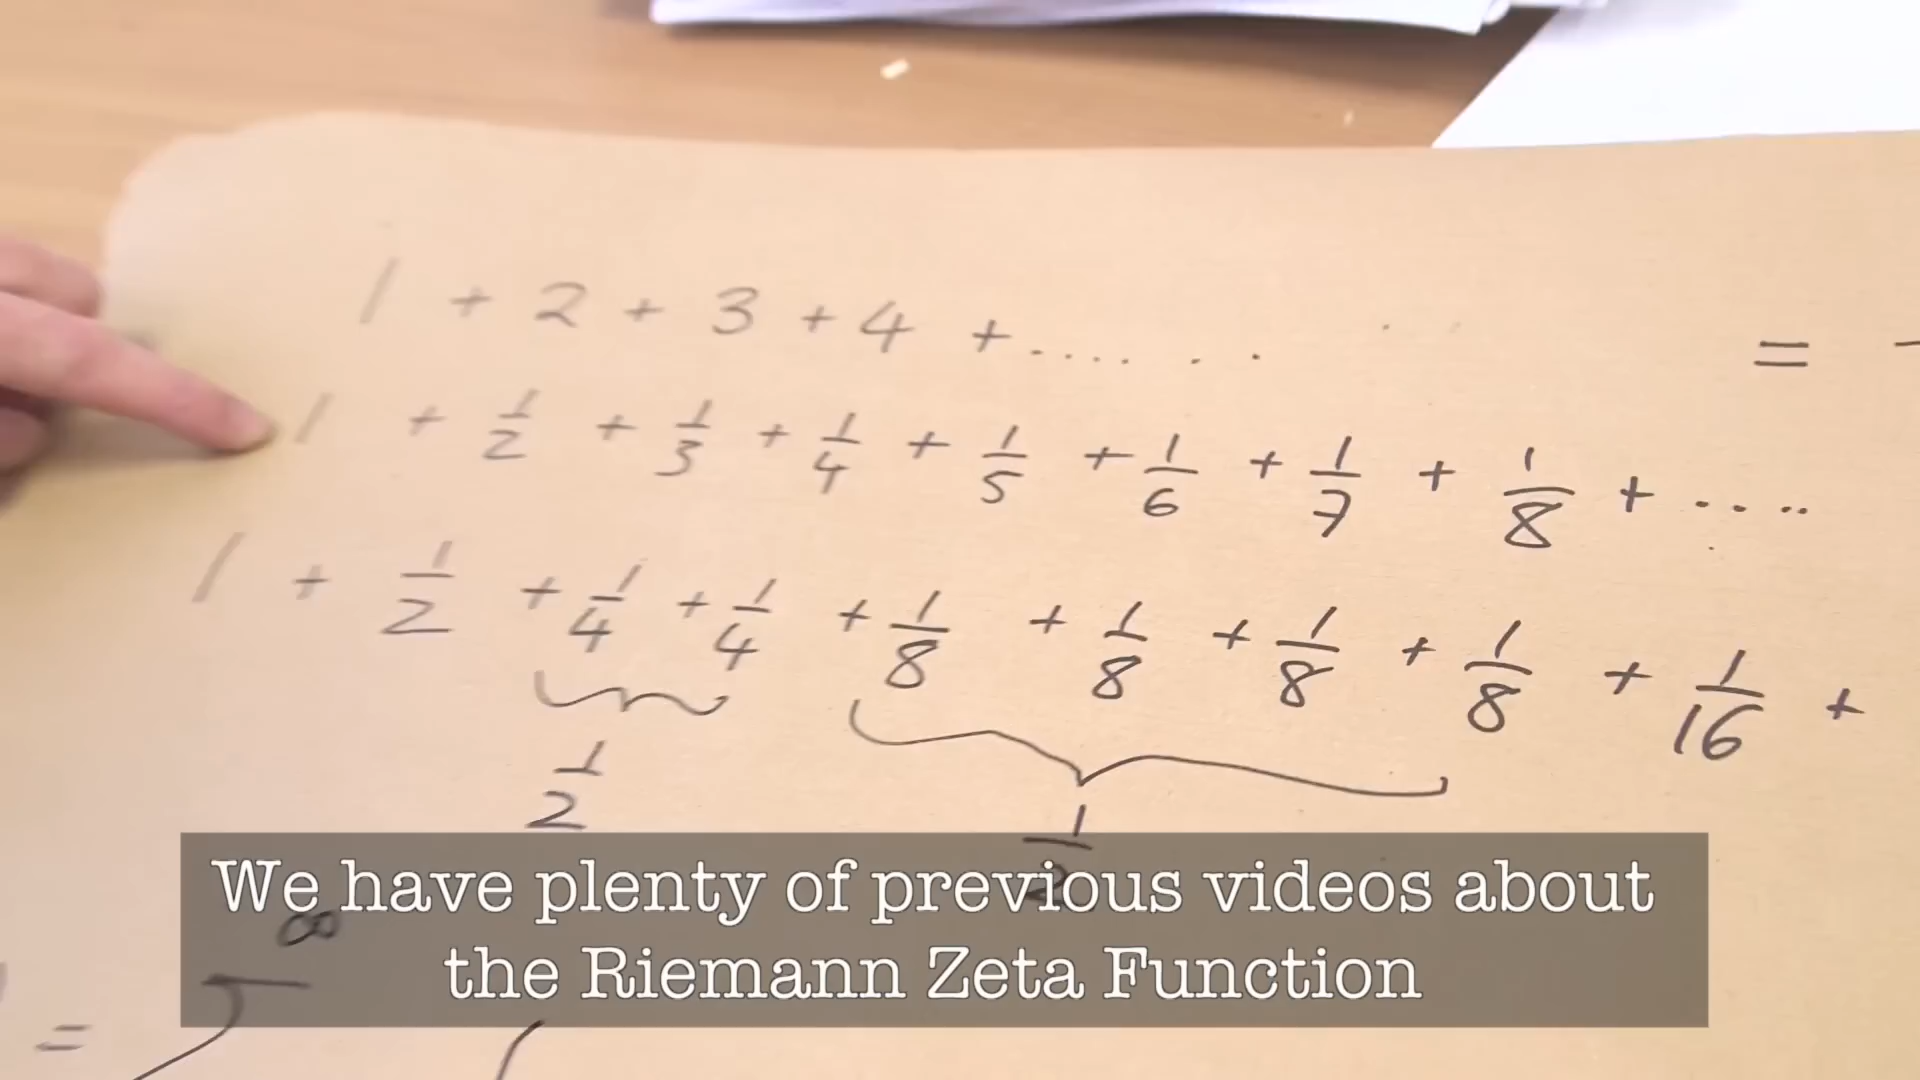 1 + 2 + 3 + 4 + ...... = -
1 + 1/2 + 1/3 + 1/4 + 1/5 + 1/6 + 1/7 + 1/8 + ....
1 + 1/2 + 1/4 + 1/4 + 1/8 + 1/8 + 1/8 + 1/8 + 1/16 +
1/2 1/2
We have plenty of previous videos about
the Riemann Zeta Function
∞
=